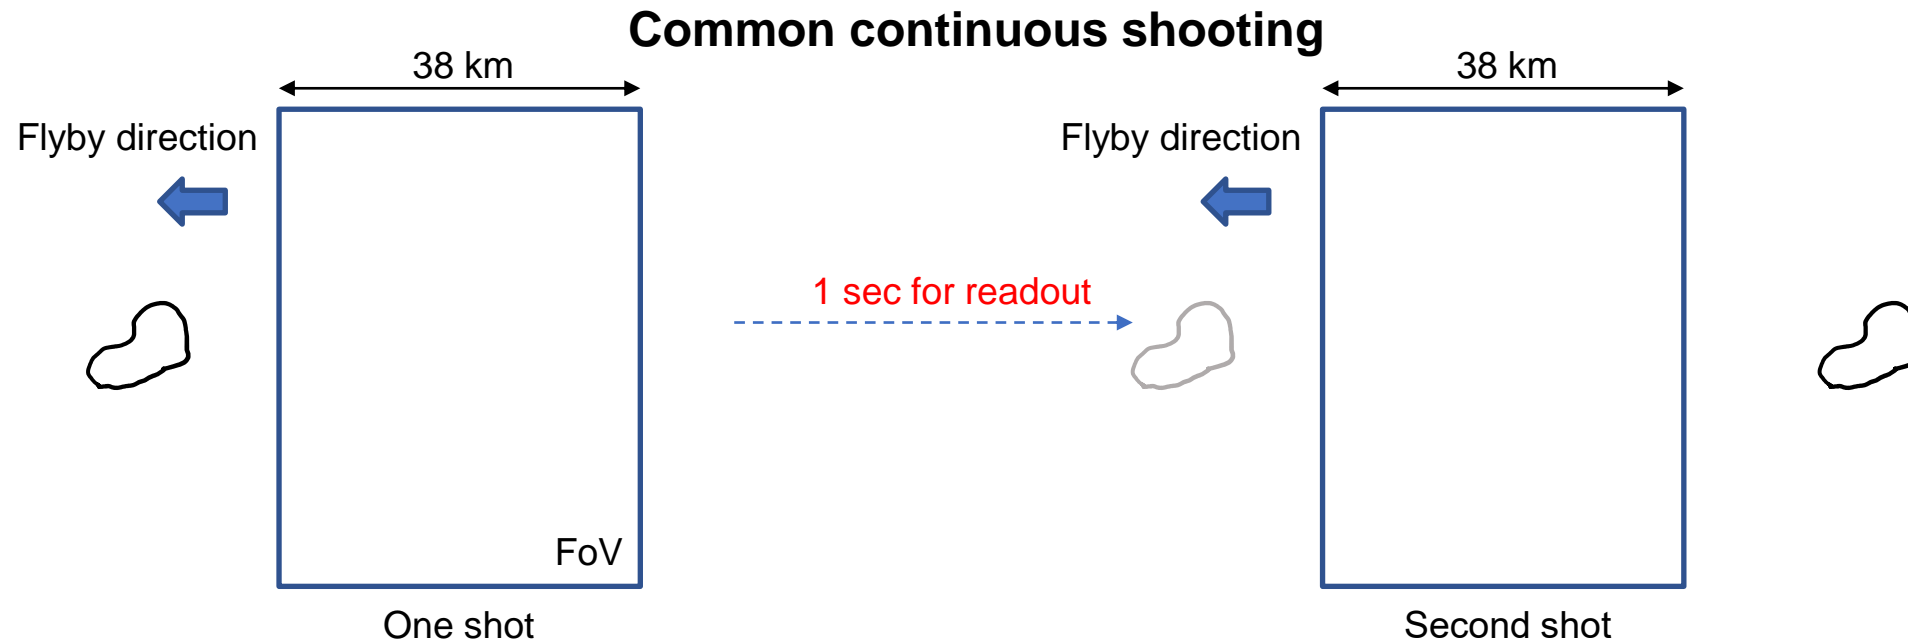 Common continuous shooting
38 km
38 km
Flyby direction
Flyby direction
1 sec for readout
FoV
One shot
Second shot